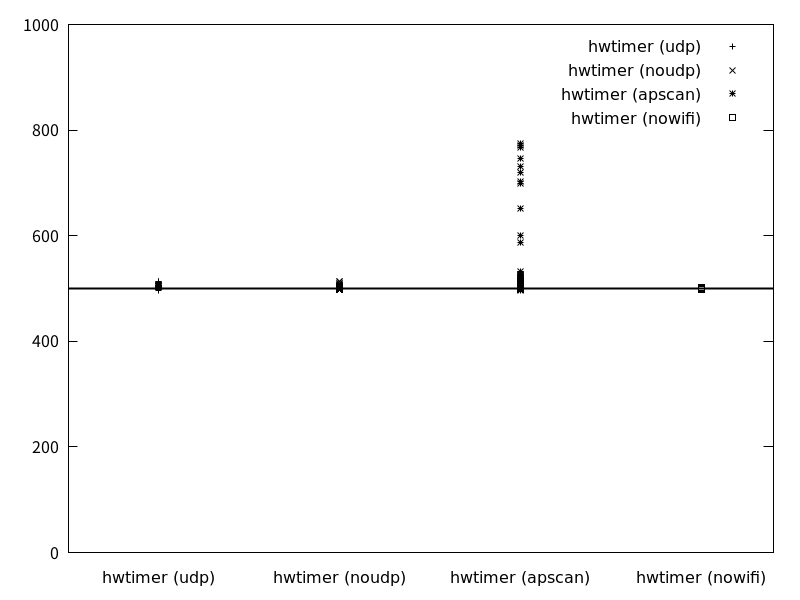 1000
hwtimer (udp)
hwtimer (noudp)
hwtimer (apscan)
hwtimer (nowifi)
800
600
400
200
0
hwtimer (udp) hwtimer (noudp) hwtimer (apscan) hwtimer (nowifi)